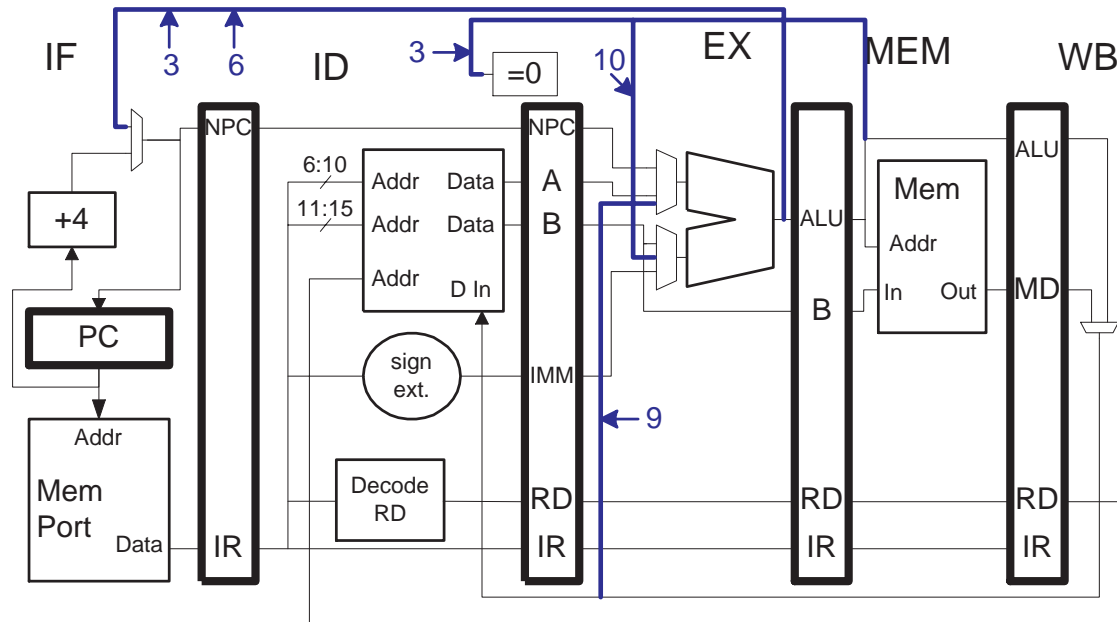 IF
ID
EX
MEM
WB
3
6
3
=0
10
NPC
NPC
6:10
11:15
Addr
Data
Addr
Data
Addr
D In
A
B
ALU
ALU
Mem
Addr
In
Out
+4
PC
B
MD
sign
ext.
IMM
9
Addr
Mem
Port
Data
Decode
RD
RD
RD
RD
IR
IR
IR
IR